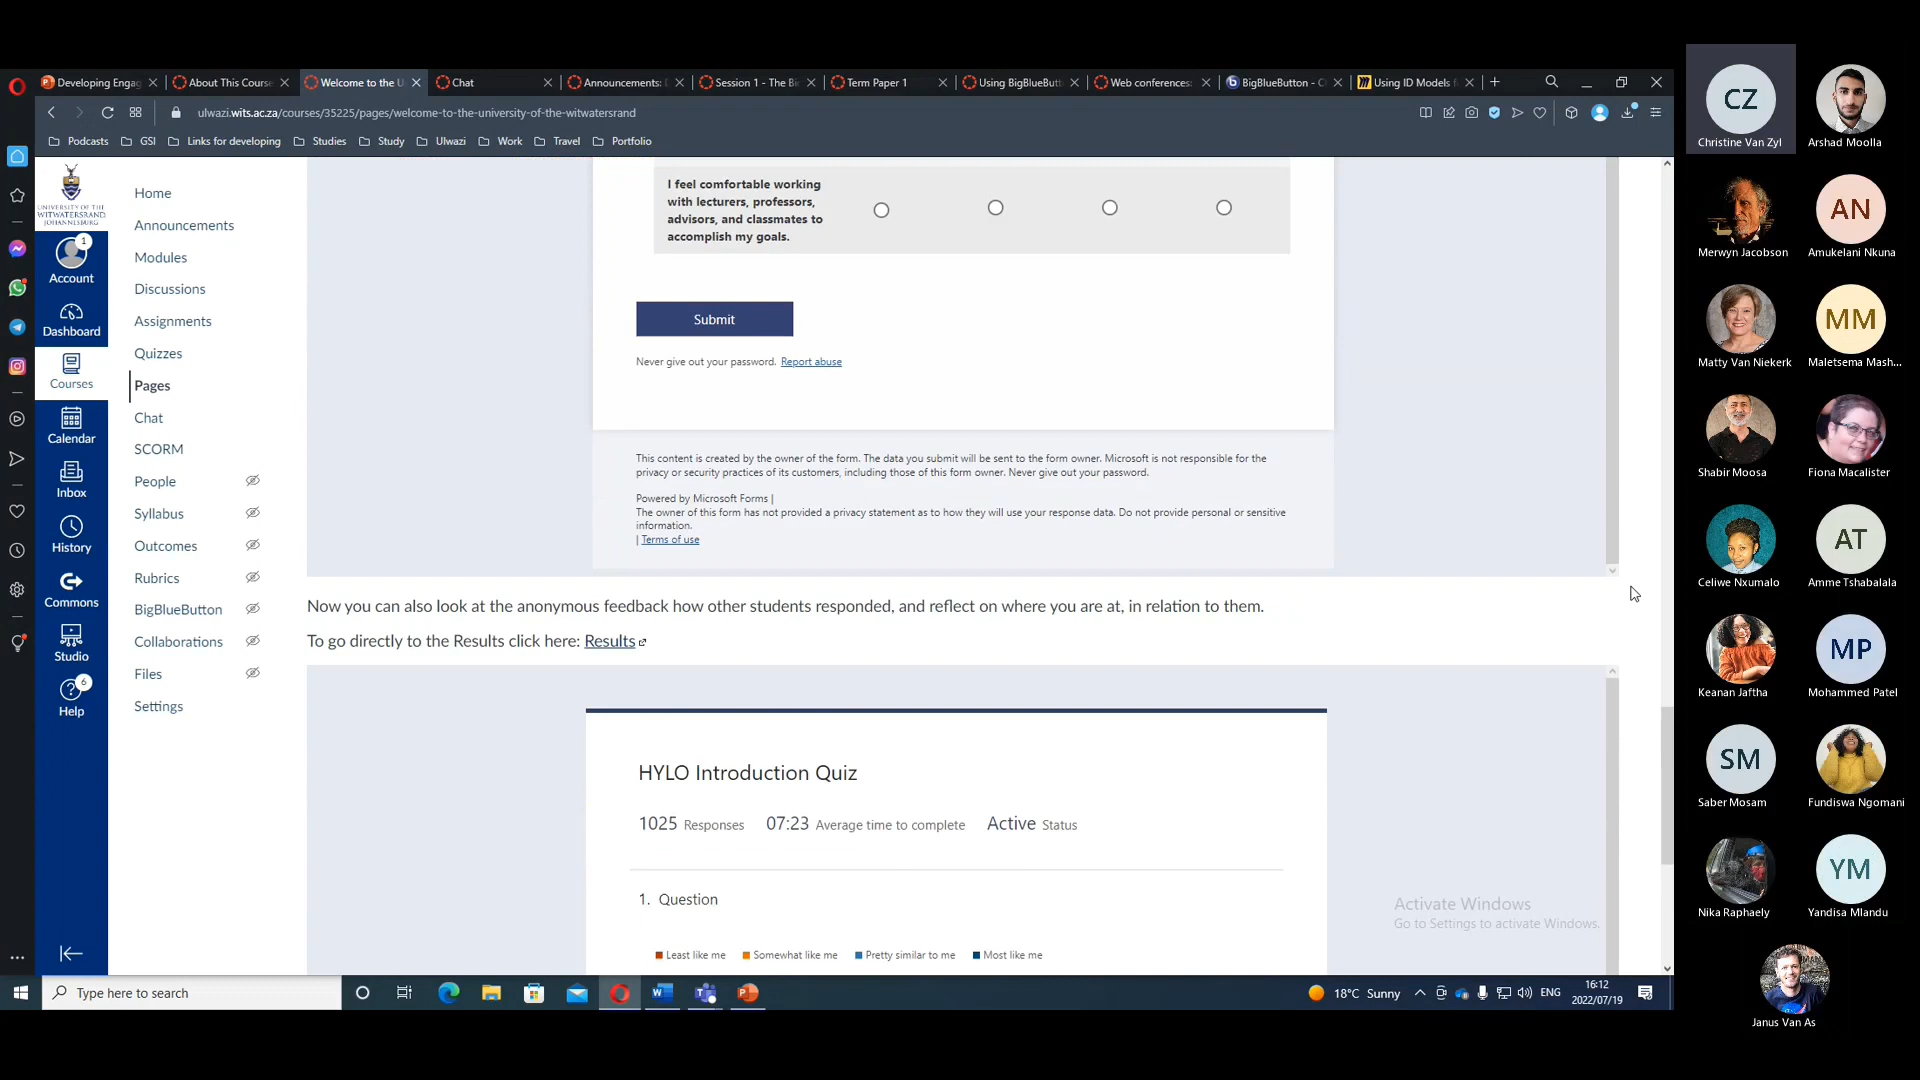 Developing Engag
About This Course
Welcome to the U
Chat
Announcements: D
Session 1 - The Bi
Term Paper 1
Using BigBlueButt
Web conferences:
BigBlueButton - C
Using ID Models f
ulwazi.wits.ac.za/courses/35225/pages/welcome-to-the-university-of-the-witwatersrand
Podcasts
GSI
Links for developing
Studies
Study
Ulwazi
Work
Travel
Portfolio
UNIVERSITY OF THE
WITWATERSRAND,
JOHANNESBURG
1
Account
Dashboard
Courses
Calendar
Inbox
History
Commons
Studio
6
Help
Home
Announcements
Modules
Discussions
Assignments
Quizzes
Pages
Chat
SCORM
People
Syllabus
Outcomes
Rubrics
BigBlueButton
Collaborations
Files
Settings
I feel comfortable working
with lecturers, professors,
advisors, and classmates to
accomplish my goals.
Submit
Never give out your password. Report abuse
This content is created by the owner of the form. The data you submit will be sent to the form owner. Microsoft is not responsible for the
privacy or security practices of its customers, including those of this form owner. Never give out your password.
Powered by Microsoft Forms |
The owner of this form has not provided a privacy statement as to how they will use your response data. Do not provide personal or sensitive
information.
| Terms of use
Now you can also look at the anonymous feedback how other students responded, and reflect on where you are at, in relation to them.
To go directly to the Results click here: Results
HYLO Introduction Quiz
1025 Responses 07:23 Average time to complete Active Status
1. Question
Least like me Somewhat like me Pretty similar to me Most like me
Activate Windows
Go to Settings to activate Windows.
Type here to search
18°C Sunny
ENG
16:12
2022/07/19
CZ
Christine Van Zyl
Arshad Moolla
Merwyn Jacobson
AN
Amukelani Nkuna
Matty Van Niekerk
MM
Maletsema Mash...
Shabir Moosa
Fiona Macalister
Celiwe Nxumalo
AT
Amme Tshabalala
Keanan Jaftha
MP
Mohammed Patel
SM
Saber Mosam
Fundiswa Ngomani
Nika Raphaely
YM
Yandisa Mlandu
Janus Van As